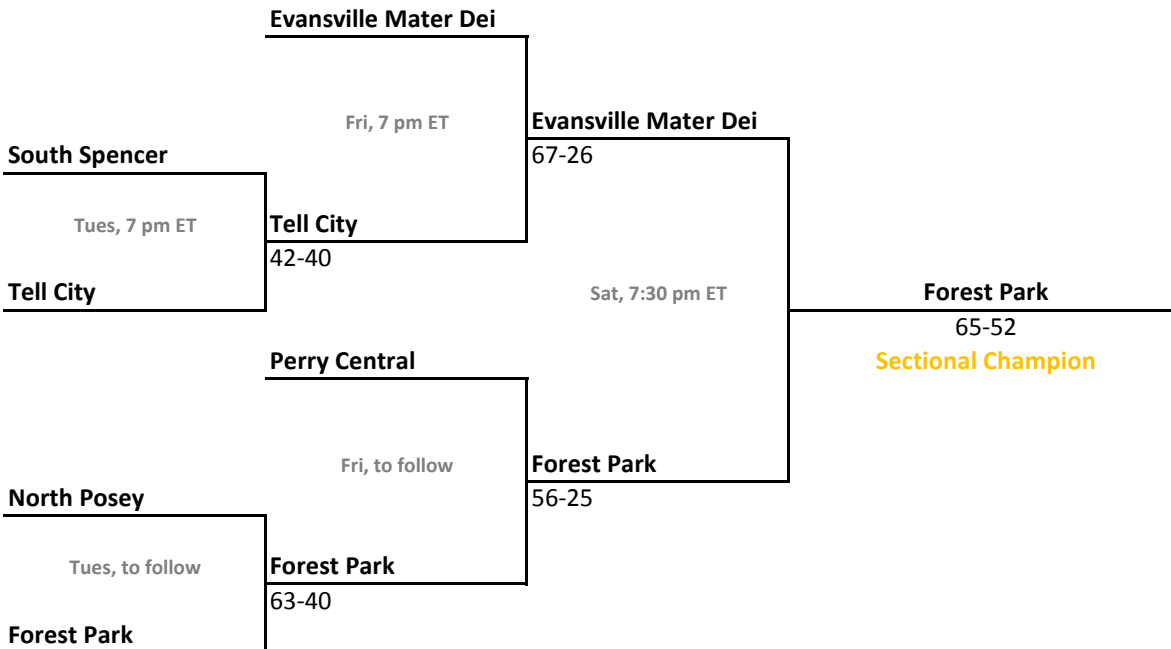 Evansville Mater Dei
Fri, 7 pm ET
Evansville Mater Dei
South Spencer
67-26
Tues, 7 pm ET
Tell City
42-40
Tell City
Sat, 7:30 pm ET
Forest Park
65-52
Perry Central
Sectional Champion
Fri, to follow
Forest Park
North Posey
56-25
Tues, to follow
Forest Park
63-40
Forest Park